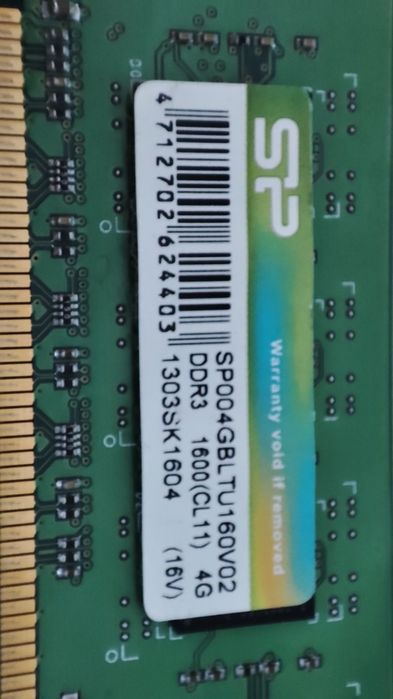 SP
Warranty void if removed
4 712702 624403
SP004GBLTU160V02
DDR3 1600(CL11) 4G
1303SK1604 (16V)